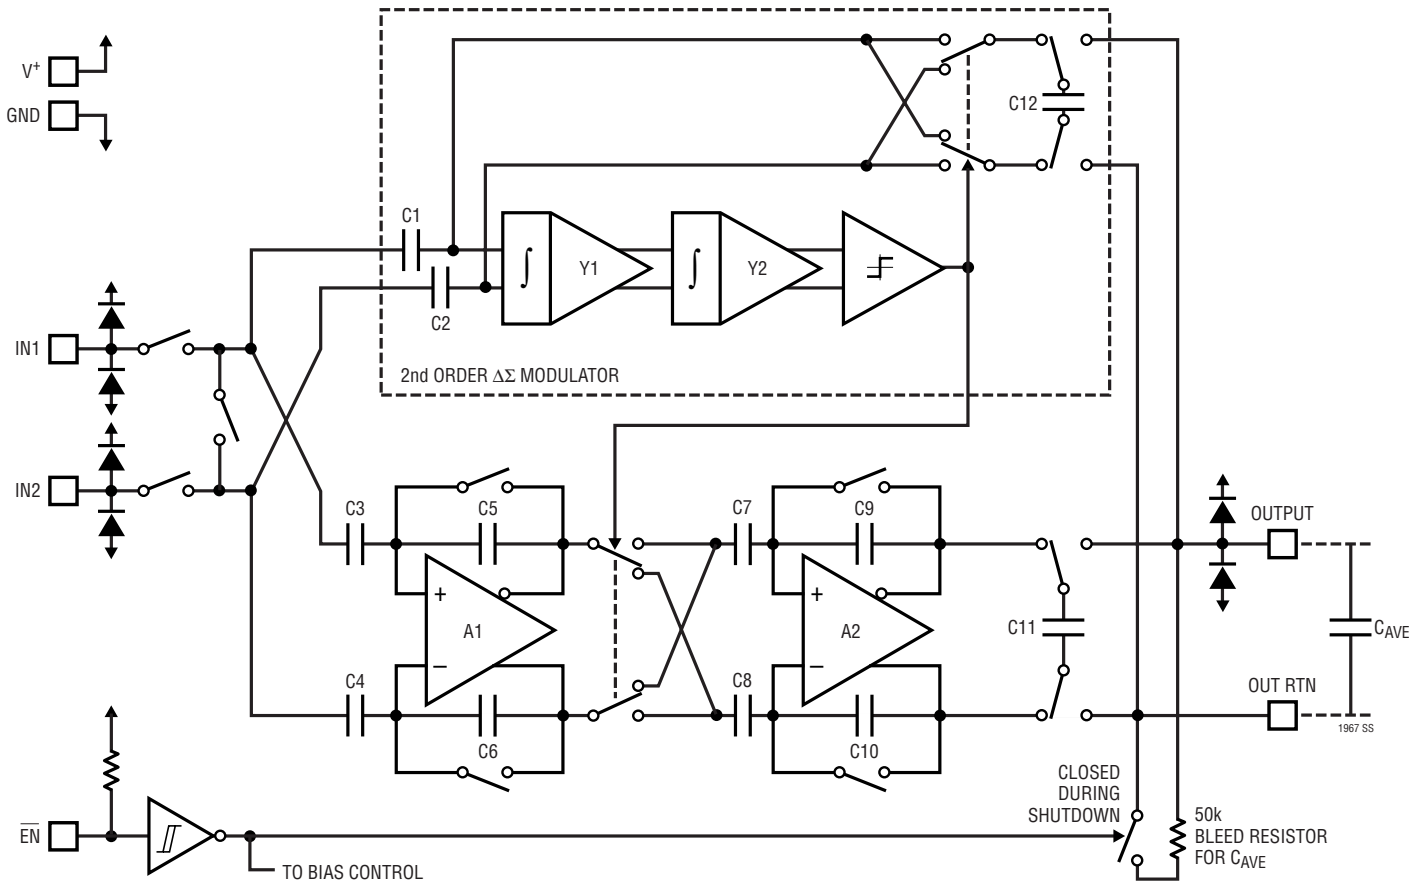 V+
GND
C12
C1
C2
∫
Y1
∫
Y2
2nd ORDER ΔΣ MODULATOR
IN1
IN2
C3
C5
C7
C9
OUTPUT
+
A1
–
+
A2
–
C11
CAVE
C4
C6
C8
C10
OUT RTN
1967 SS
CLOSED
DURING
SHUTDOWN
50k
BLEED RESISTOR
FOR CAVE
EN
TO BIAS CONTROL